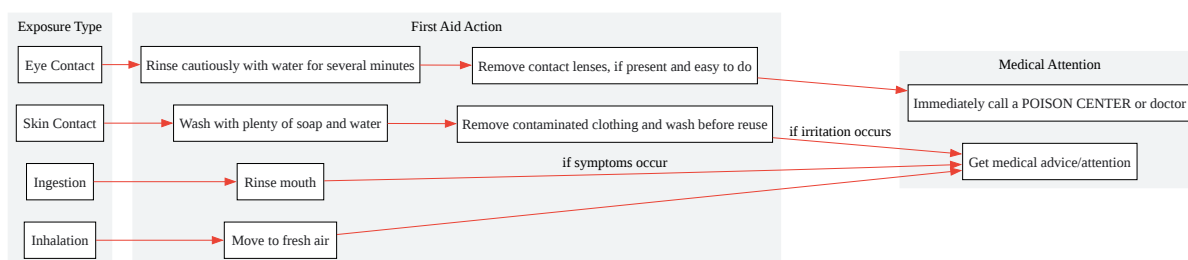 Exposure Type
First Aid Action
Medical Attention
Eye Contact
Rinse cautiously with water for several minutes
Remove contact lenses, if present and easy to do
Immediately call a POISON CENTER or doctor
Skin Contact
Wash with plenty of soap and water
Remove contaminated clothing and wash before reuse
if irritation occurs
Get medical advice/attention
Ingestion
Rinse mouth
if symptoms occur
Inhalation
Move to fresh air